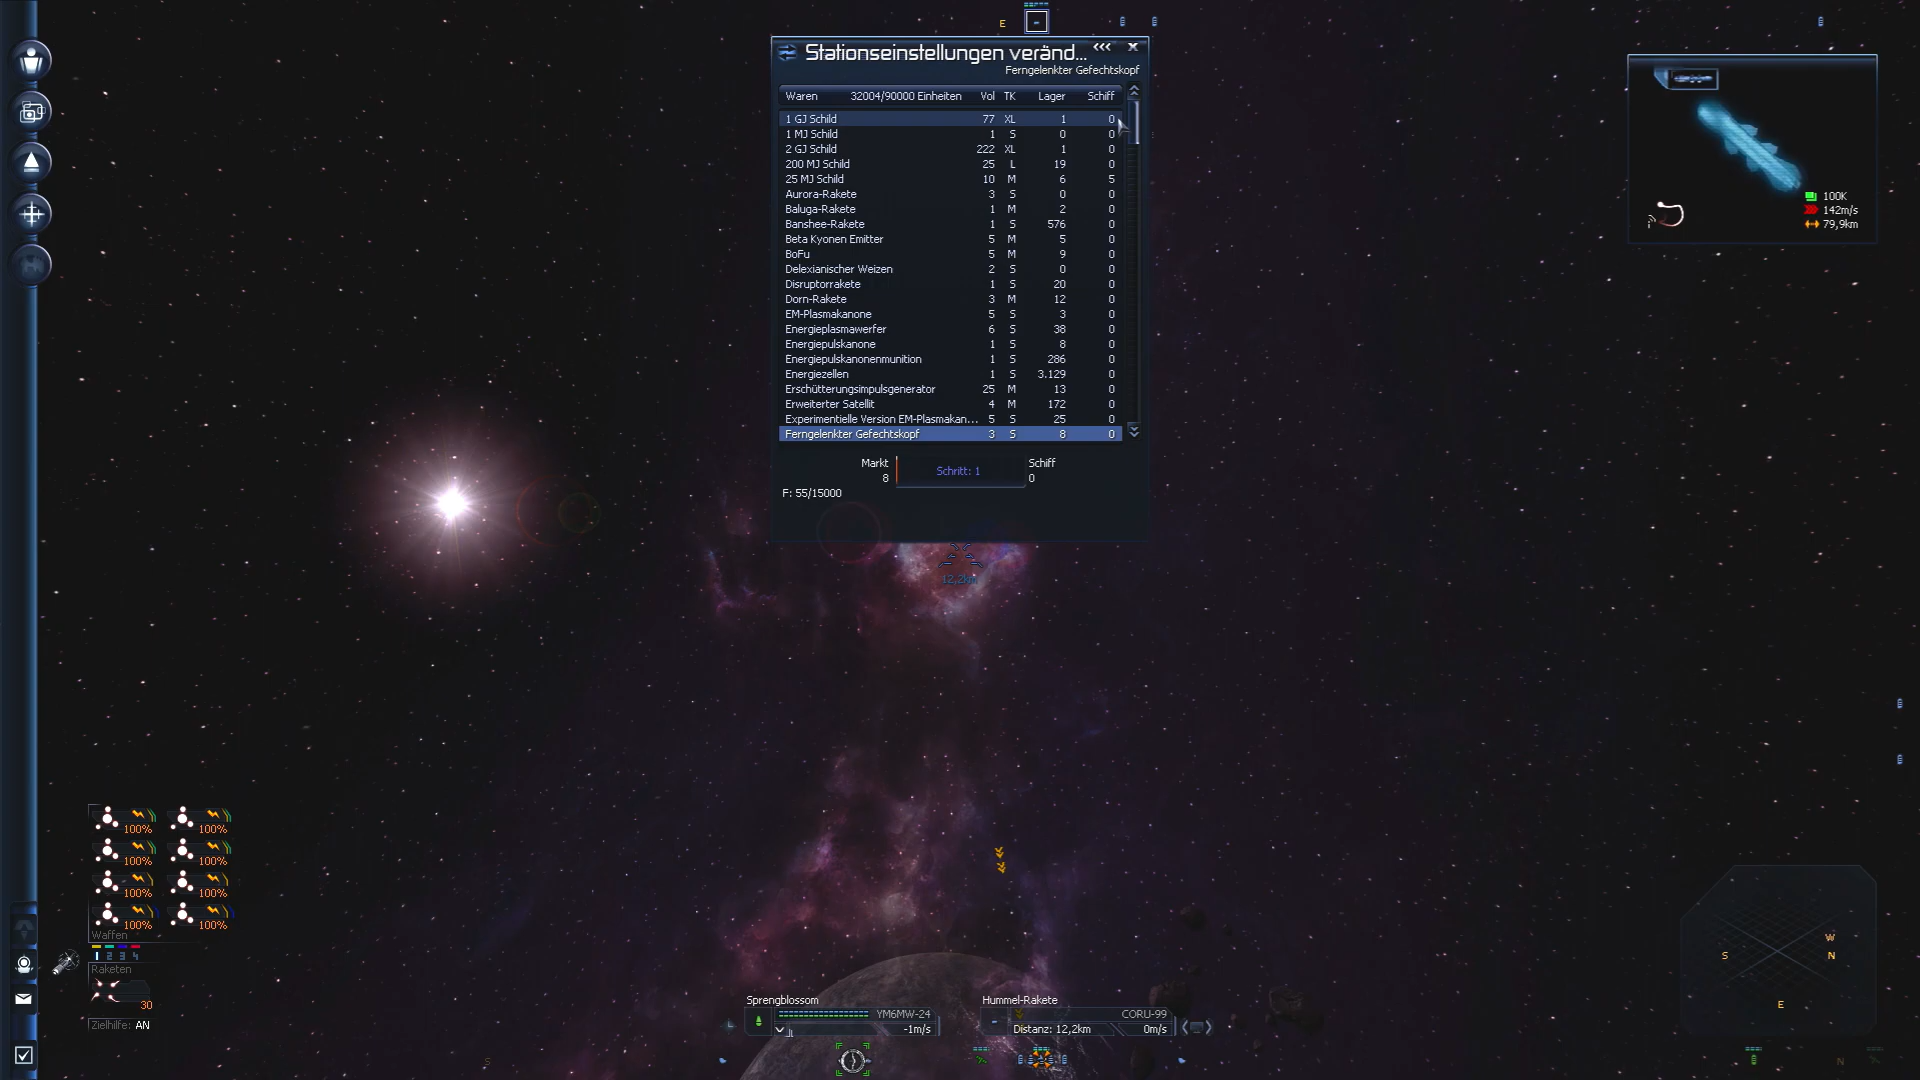 E
Stationseinstellungen veränd...
Ferngelenkter Gefechtskopf
Waren 32004/90000 Einheiten Vol TK Lager Schiff
1 GJ Schild 77 XL 1 0
1 MJ Schild 1 S 0 0
2 GJ Schild 222 XL 1 0
200 MJ Schild 25 L 19 0
25 MJ Schild 10 M 6 5
Aurora-Rakete 3 S 0 0
Baluga-Rakete 1 M 2 0
Banshee-Rakete 1 S 576 0
Beta Kyonen Emitter 5 M 5 0
BoFu 5 M 9 0
Delexianischer Weizen 2 S 0 0
Disruptorrakete 1 S 20 0
Dorn-Rakete 3 M 12 0
EM-Plasmakanone 5 S 3 0
Energieplasmawerfer 6 S 38 0
Energiepulskanone 1 S 8 0
Energiepulskanonenmunition 1 S 286 0
Energiezellen 1 S 3.129 0
Erschütterungsimpulsgenerator 25 M 13 0
Erweiterter Satellit 4 M 172 0
Experimentielle Version EM-Plasmakan... 5 S 25 0
Ferngelenkter Gefechtskopf 3 S 8 0
Markt Schiff
8 Schritt: 1 0
F: 55/15000
100K
142m/s
79,9km
12,2km
100% 100%
100% 100%
100% 100%
100% 100%
Waffen
1 2 3 4
Raketen
30
Zielhilfe: AN
Sprengblossom
YM6MW-24
-1m/s
Hummel-Rakete
CORU-99
Distanz: 12,2km 0m/s
W
S N
E
S
N